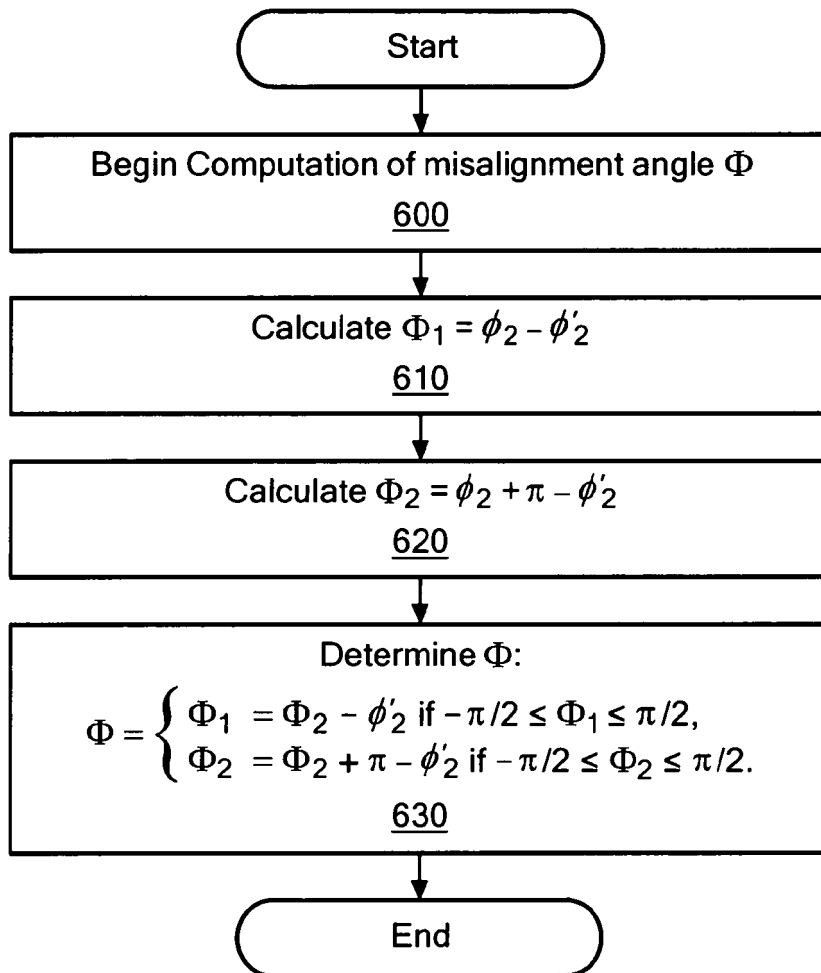 Start
Begin Computation of misalignment angle Φ
600
Calculate Φ₁ = ϕ₂ – ϕ′₂
610
Calculate Φ₂ = ϕ₂ + π – ϕ′₂
620
Determine Φ:
Φ = { Φ₁ = Φ₂ – ϕ′₂ if – π/2 ≤ Φ₁ ≤ π/2,
Φ₂ = Φ₂ + π – ϕ′₂ if – π/2 ≤ Φ₂ ≤ π/2.
630
End